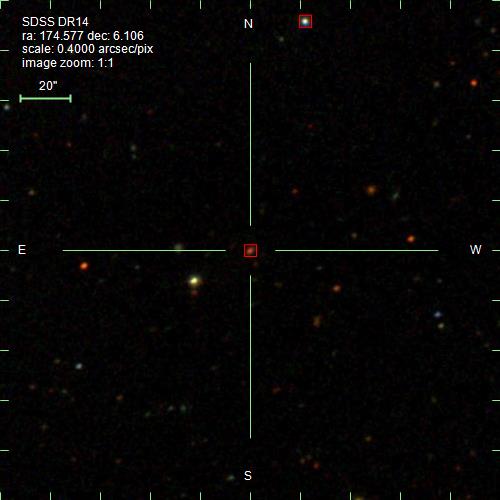 SDSS DR14
ra: 174.577 dec: 6.106
scale: 0.4000 arcsec/pix
image zoom: 1:1
20"
N
E
W
S